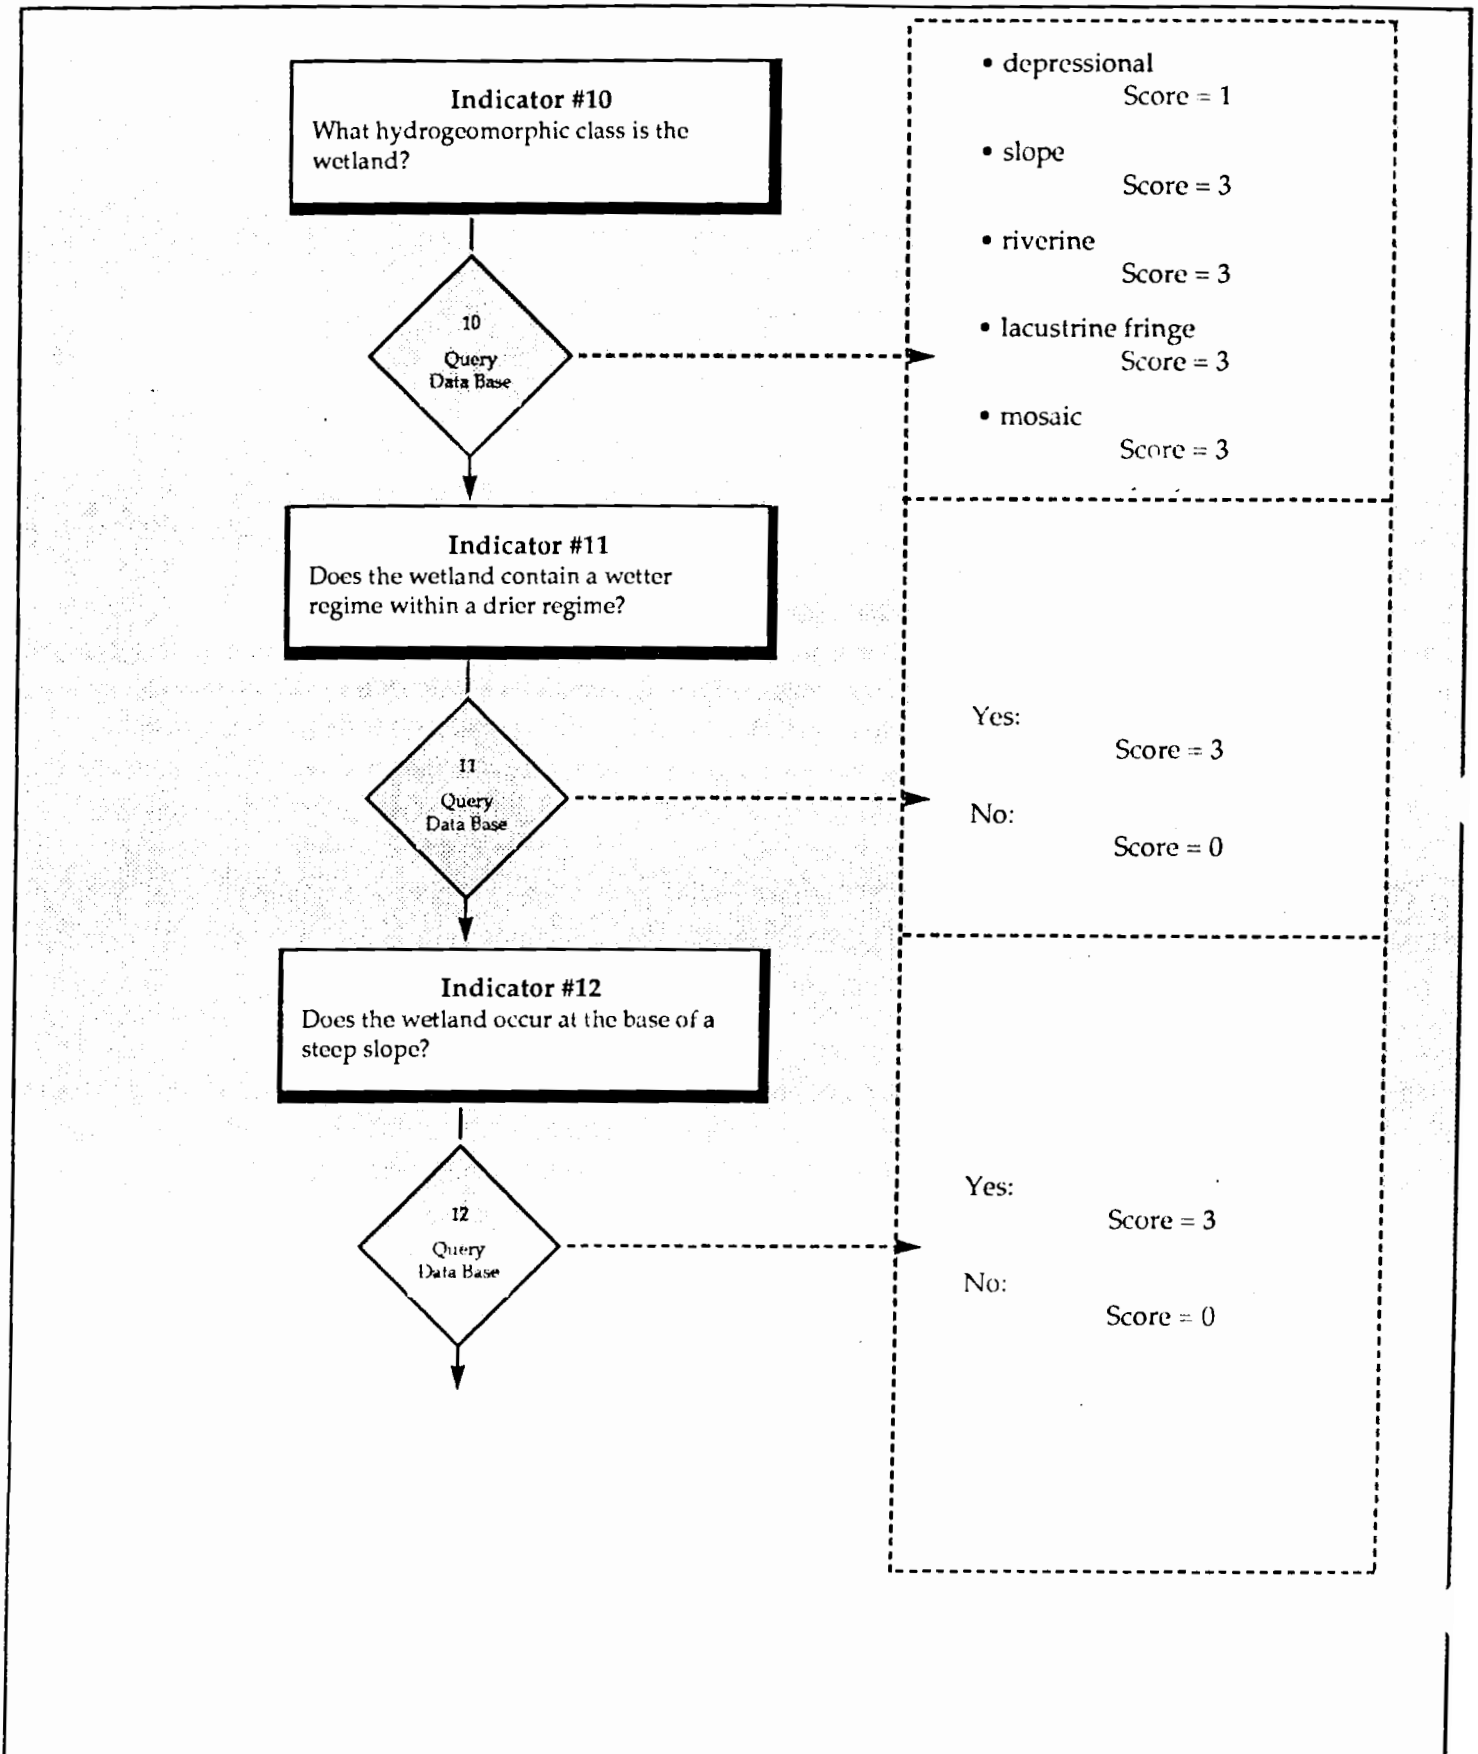 Indicator #10
What hydrogeomorphic class is the
wetland?
10
Query
Data Base
• depressional
Score = 1
• slope
Score = 3
• riverine
Score = 3
• lacustrine fringe
Score = 3
• mosaic
Score = 3
Indicator #11
Does the wetland contain a wetter
regime within a drier regime?
11
Query
Data Base
Yes:
Score = 3
No:
Score = 0
Indicator #12
Does the wetland occur at the base of a
steep slope?
12
Query
Data Base
Yes:
Score = 3
No:
Score = 0